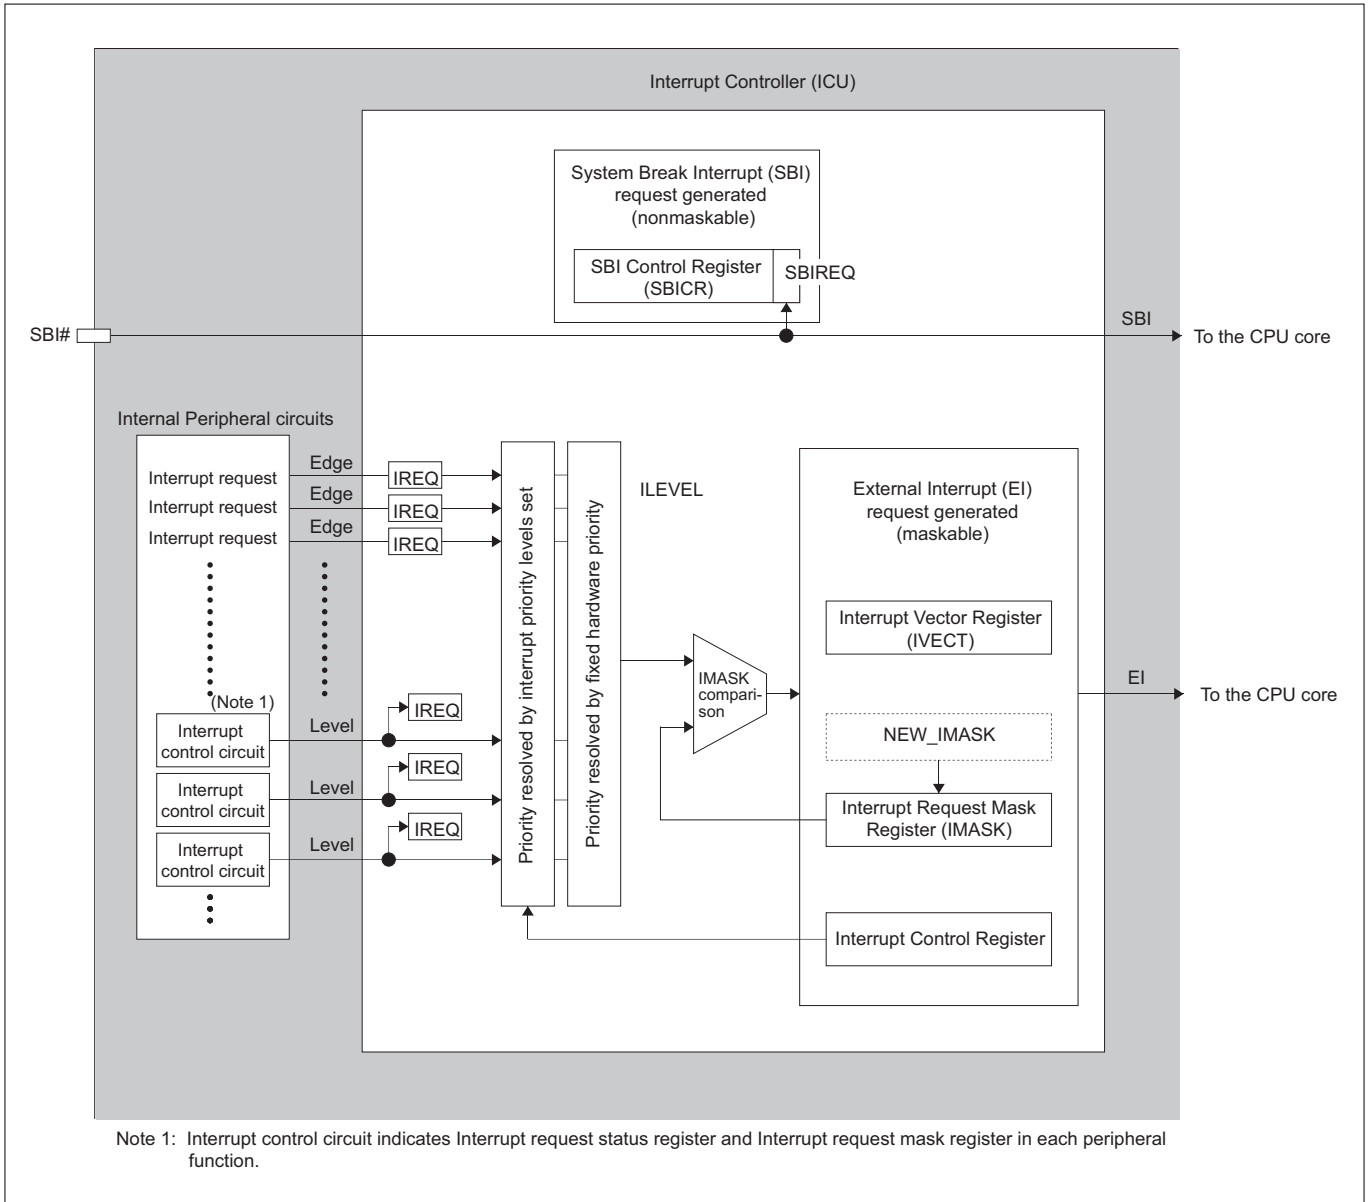 Interrupt Controller (ICU)
System Break Interrupt (SBI)
request generated
(nonmaskable)
SBI Control Register
(SBICR)
SBIREQ
SBI#
SBI
To the CPU core
Internal Peripheral circuits
Interrupt request
Edge
IREQ
Interrupt request
Edge
IREQ
Interrupt request
Edge
IREQ
Priority resolved by interrupt priority levels set
Priority resolved by fixed hardware priority
ILEVEL
External Interrupt (EI)
request generated
(maskable)
Interrupt Vector Register
(IVECT)
IMASK
compari-
son
EI
To the CPU core
(Note 1)
Interrupt
control circuit
Level
IREQ
NEW_IMASK
Interrupt
control circuit
Level
IREQ
Interrupt Request Mask
Register (IMASK)
Interrupt
control circuit
Level
IREQ
Interrupt Control Register
Note 1: Interrupt control circuit indicates Interrupt request status register and Interrupt request mask register in each peripheral
function.